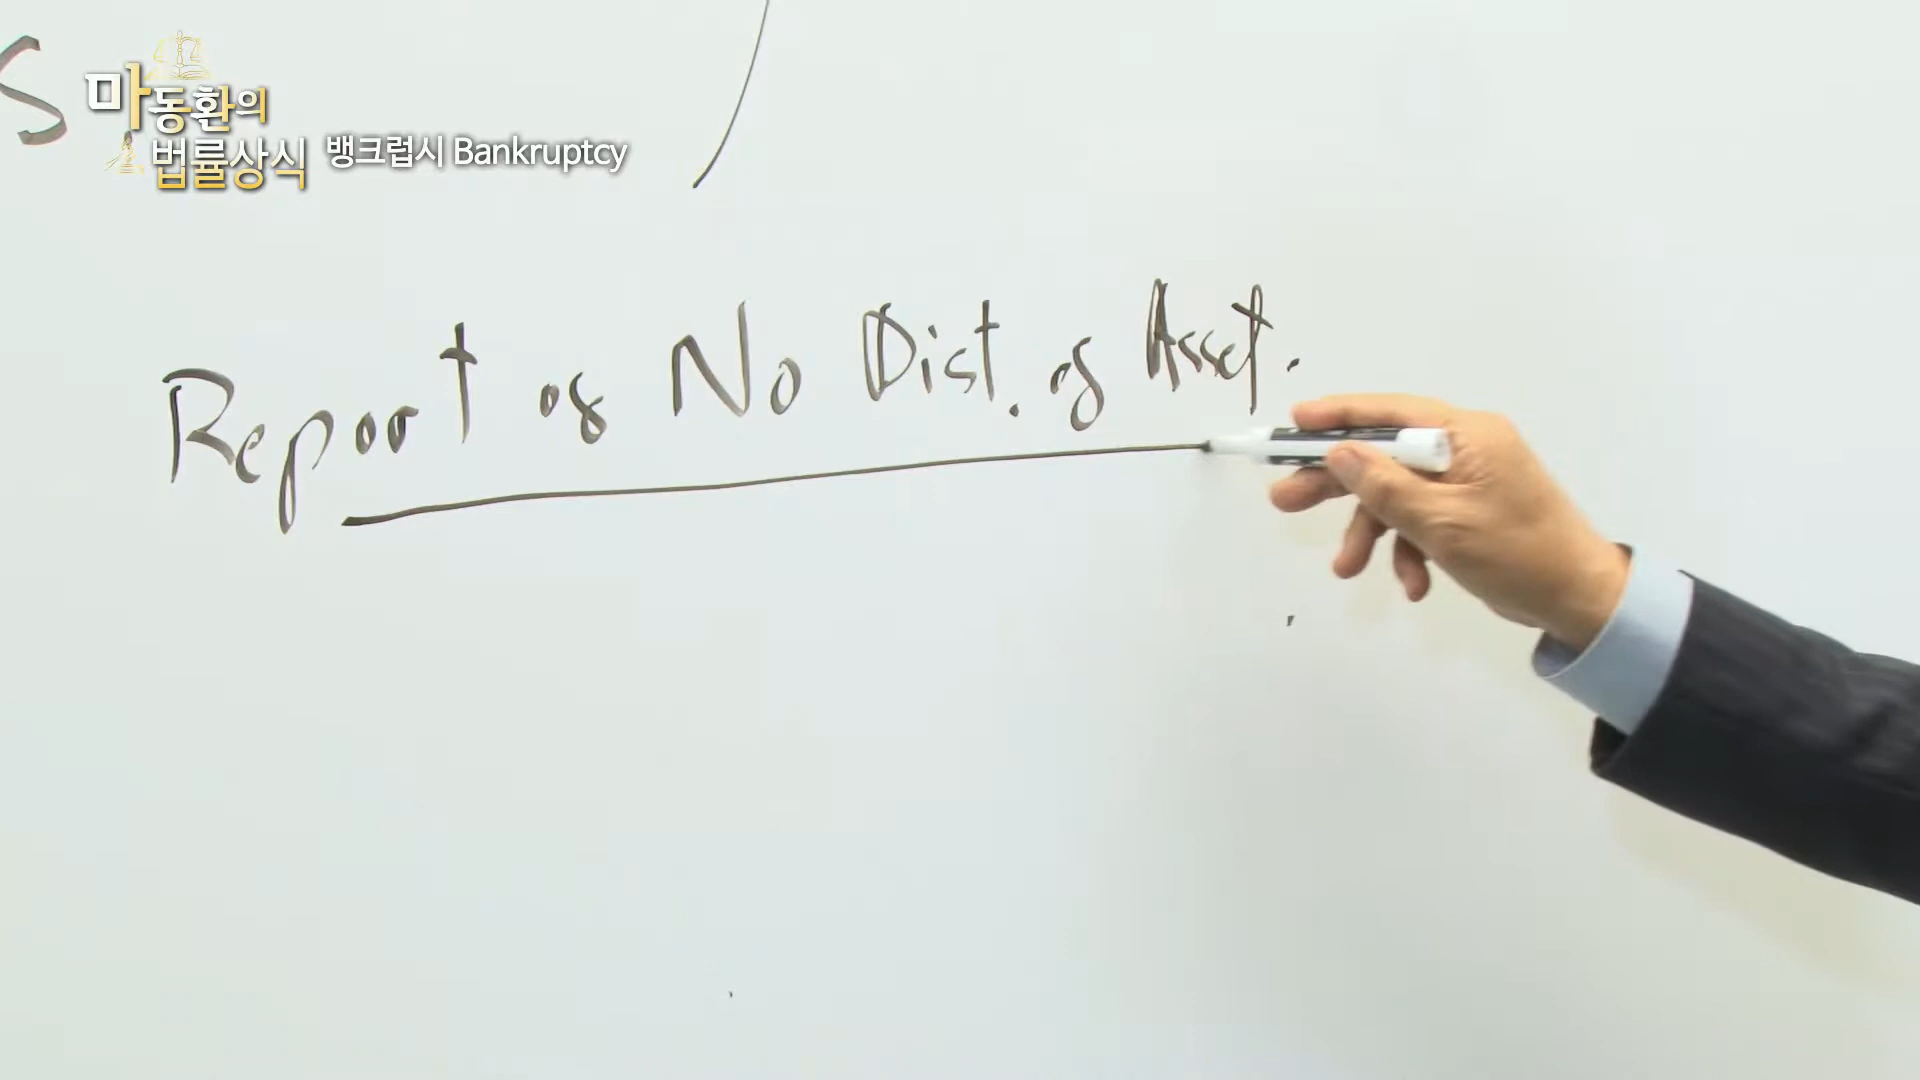 S
마동환의
법률상식 뱅크럽시 Bankruptcy
Report of No Dist. of Asset.